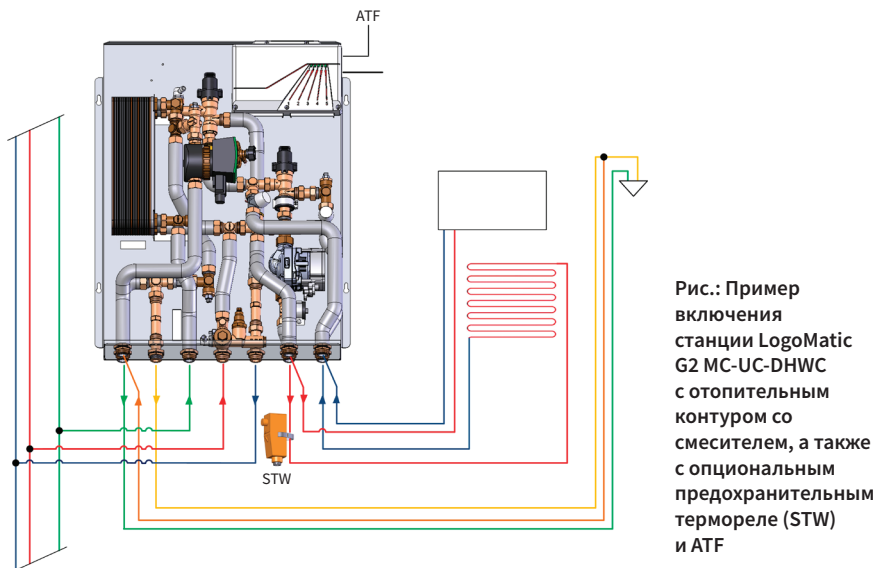 ATF
STW
Рис.: Пример
включения
станции LogoMatic
G2 MC-UC-DHWC
с отопительным
контуром со
смесителем, а также
с опциональным
предохранительным
термореле (STW)
и ATF